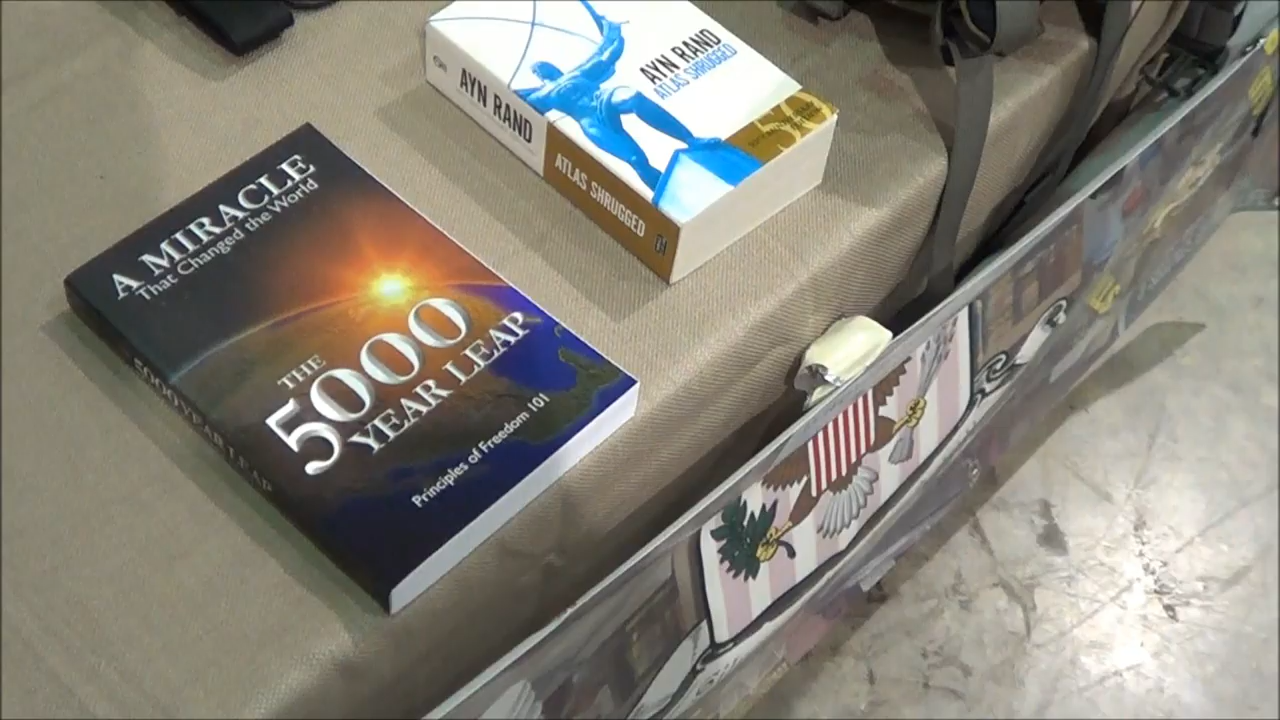 AYN RAND
ATLAS SHRUGGED
AYN RAND
ATLAS SHRUGGED
50
A MIRACLE
That Changed the World
THE
5000
YEAR LEAP
Principles of Freedom 101
5000 YEAR LEAP